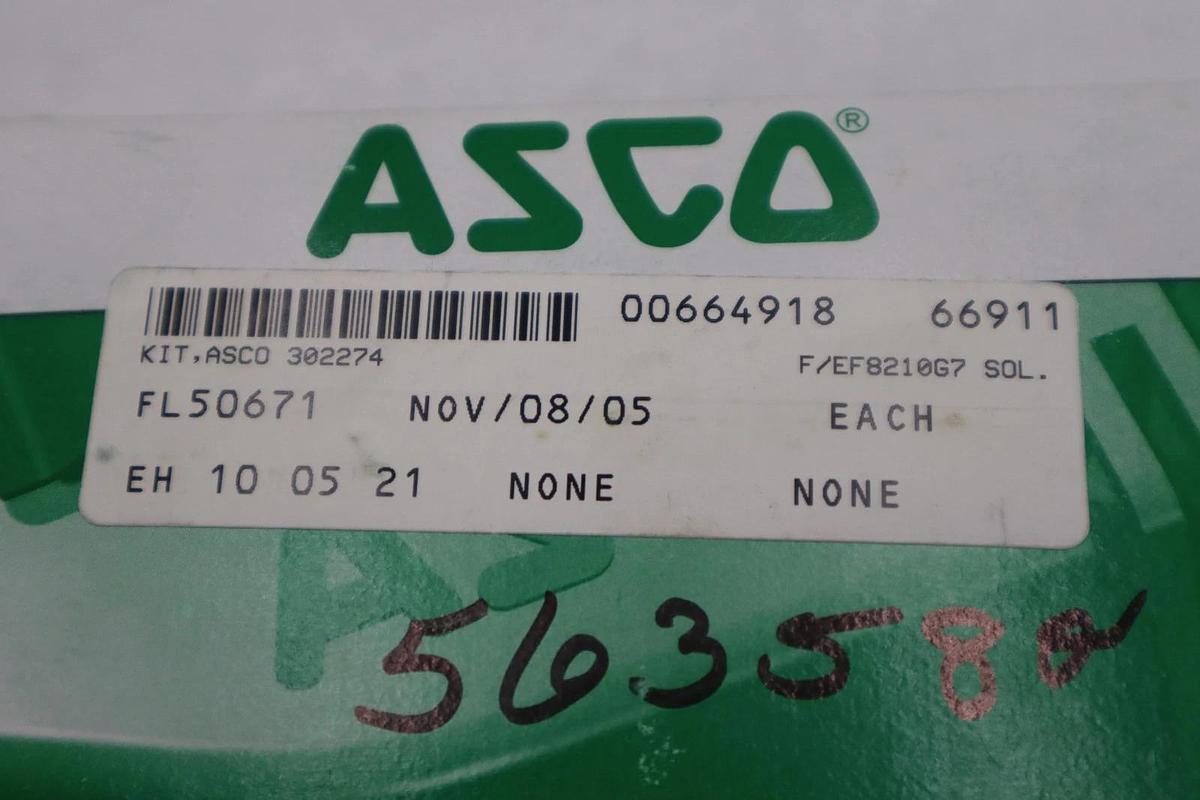 ASCO®
00664918 66911
KIT,ASCO 302274 F/EF8210G7 SOL.
FL50671 NOV/08/05 EACH
EH 10 05 21 NONE NONE